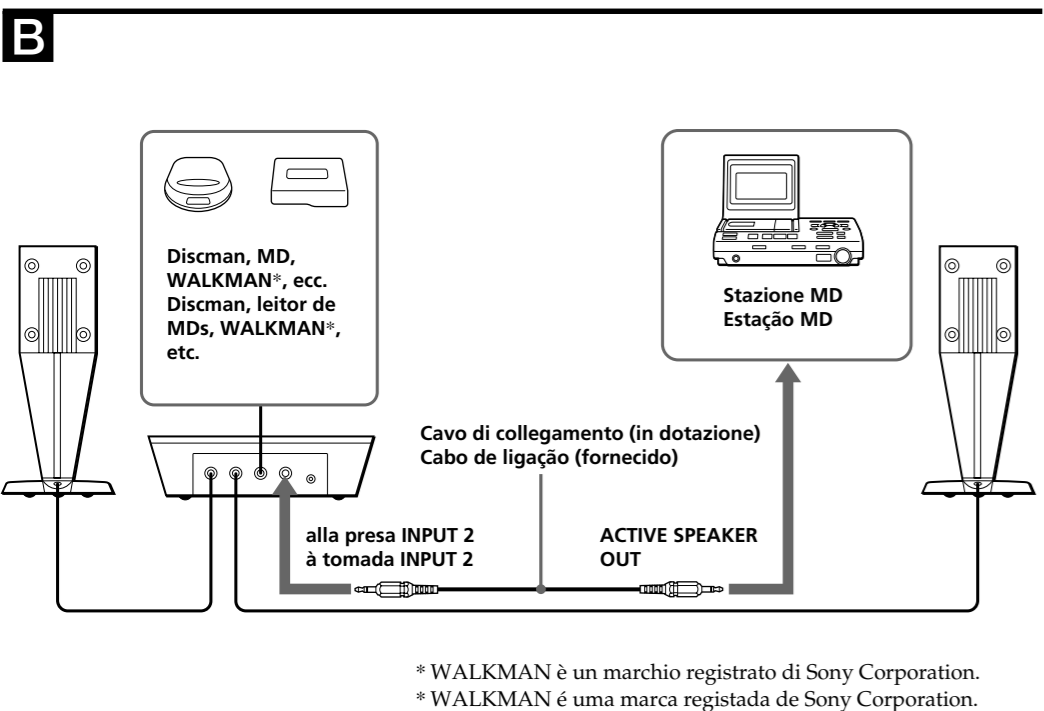 B
Discman, MD,
WALKMAN*, ecc.
Discman, leitor de
MDs, WALKMAN*,
etc.
Stazione MD
Estação MD
Cavo di collegamento (in dotazione)
Cabo de ligação (fornecido)
alla presa INPUT 2
à tomada INPUT 2
ACTIVE SPEAKER
OUT
* WALKMAN è un marchio registrato di Sony Corporation.
* WALKMAN é uma marca registada de Sony Corporation.